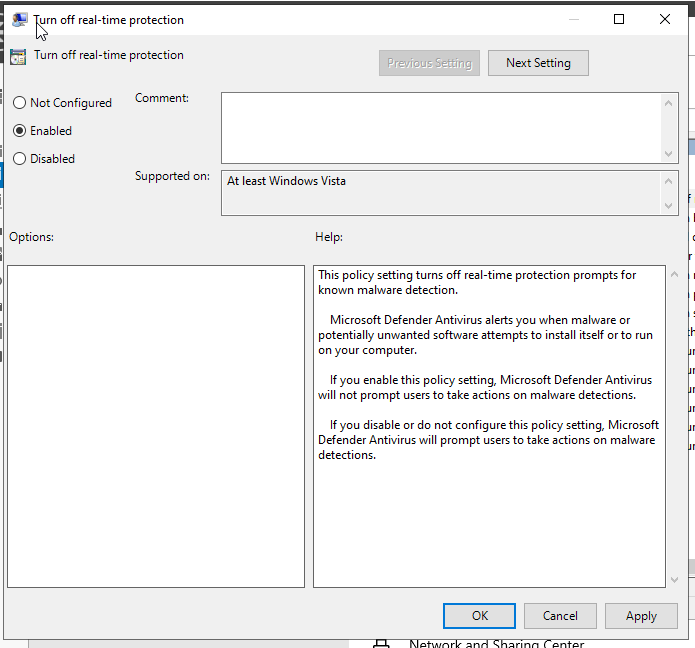 Turn off real-time protection
Turn off real-time protection
Previous Setting
Next Setting
Not Configured
Enabled
Disabled
Comment:
Supported on:
At least Windows Vista
Options:
Help:
This policy setting turns off real-time protection prompts for
known malware detection.
Microsoft Defender Antivirus alerts you when malware or
potentially unwanted software attempts to install itself or to run
on your computer.
If you enable this policy setting, Microsoft Defender Antivirus
will not prompt users to take actions on malware detections.
If you disable or do not configure this policy setting, Microsoft
Defender Antivirus will prompt users to take actions on malware
detections.
OK
Cancel
Apply
Network and Sharing Center